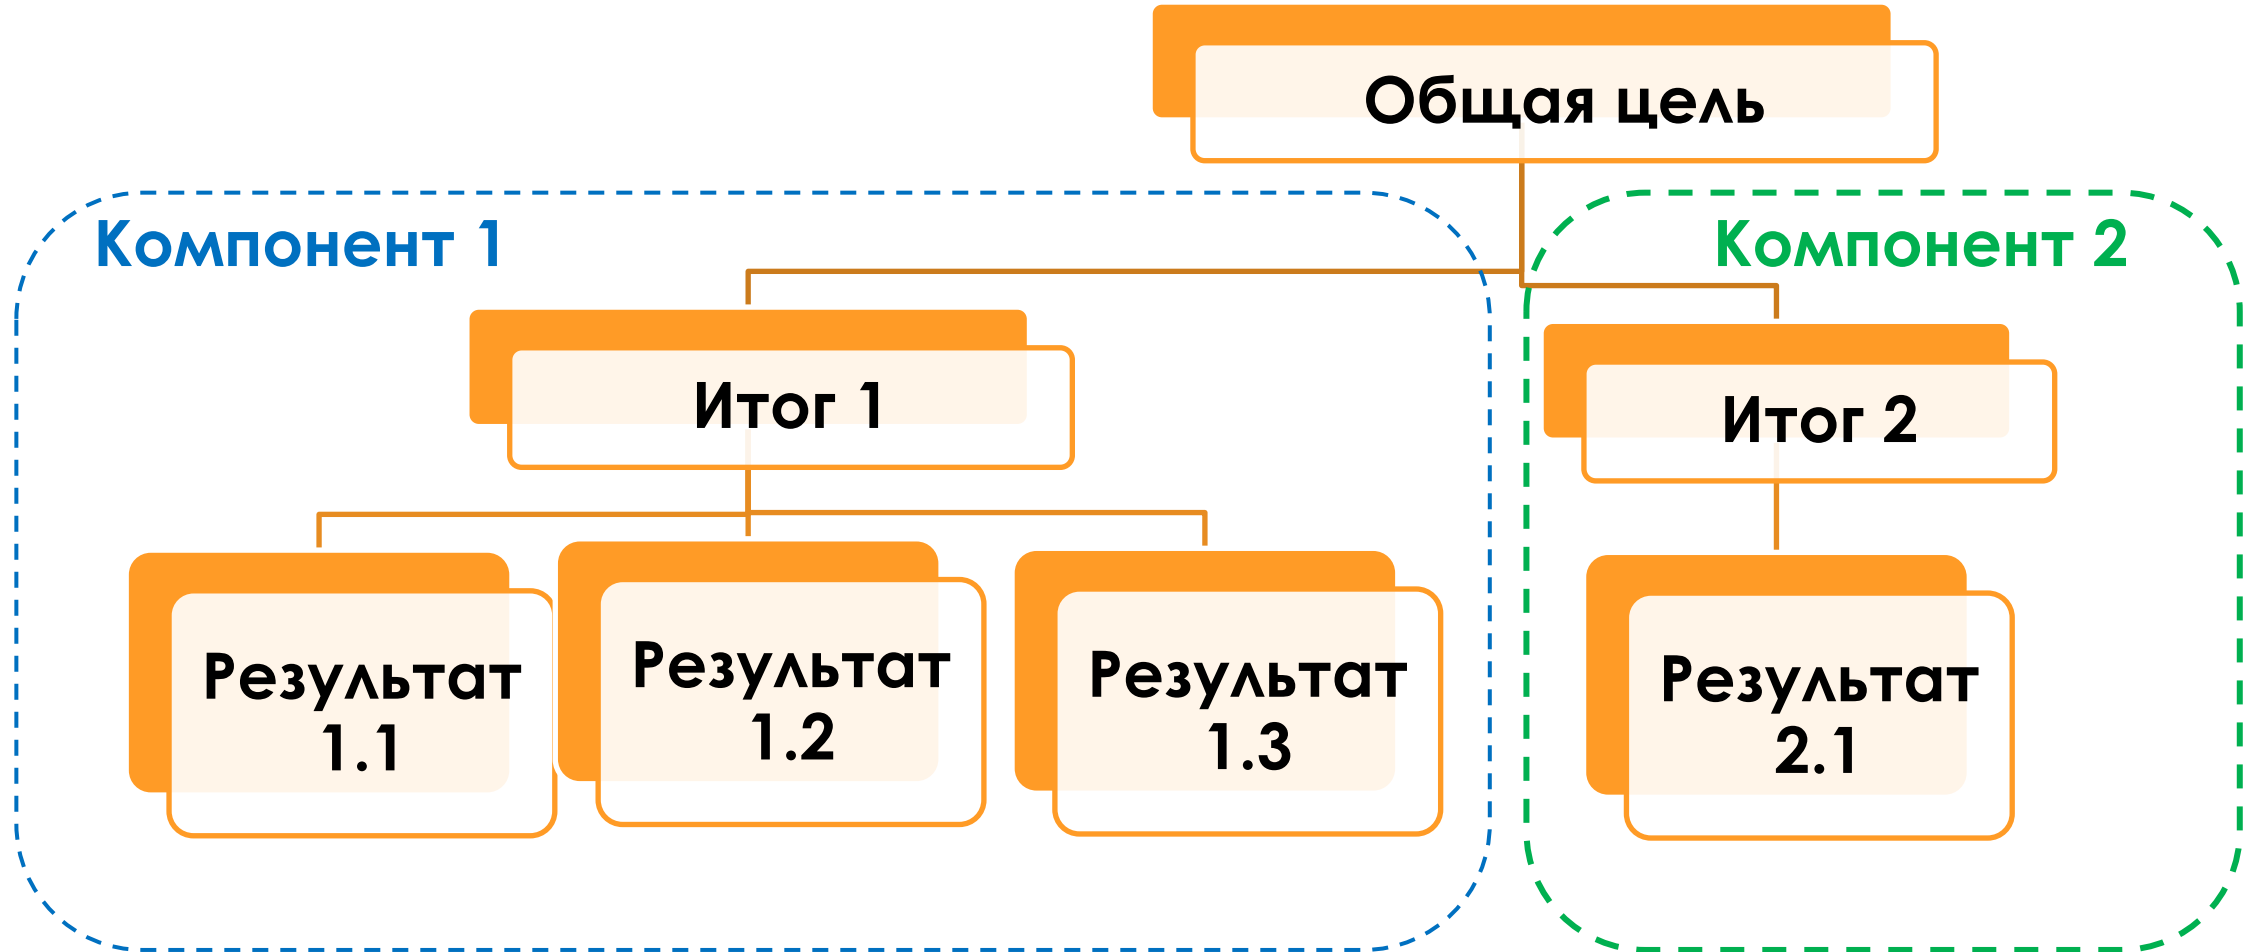 Общая цель
Компонент 1
Компонент 2
Итог 1
Итог 2
Результат
1.1
Результат
1.2
Результат
1.3
Результат
2.1